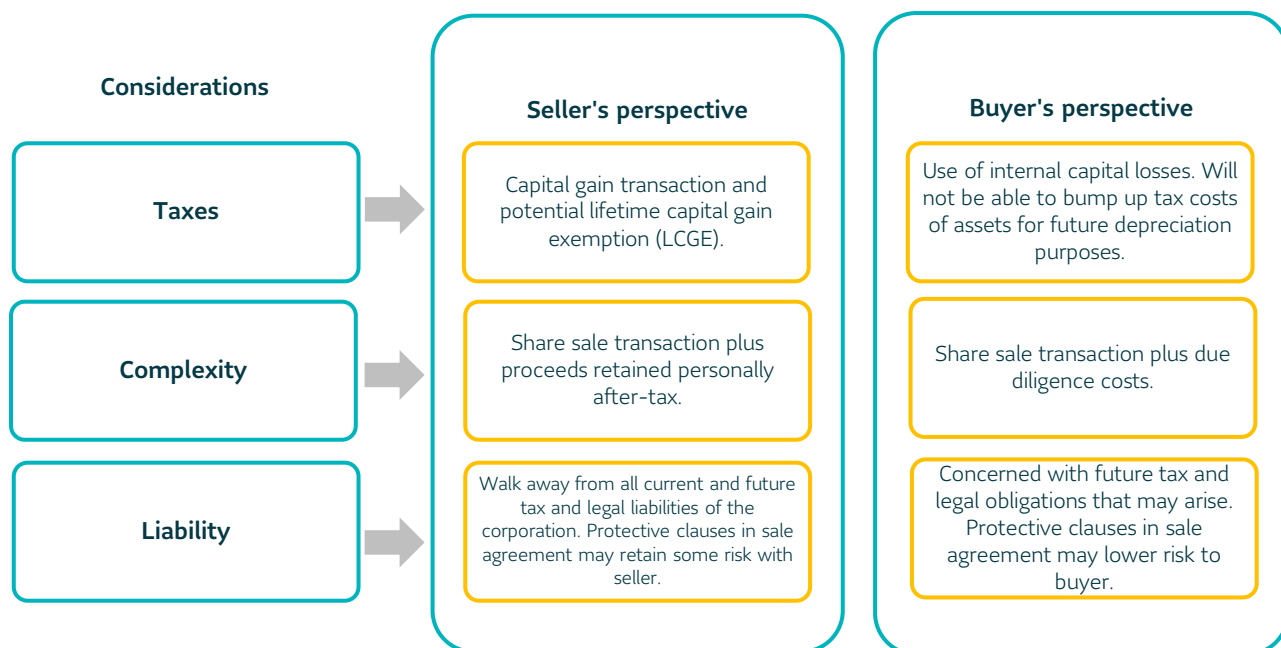 Considerations
Seller's perspective
Buyer's perspective
Taxes
Capital gain transaction and
potential lifetime capital gain
exemption (LCGE).
Use of internal capital losses. Will
not be able to bump up tax costs
of assets for future depreciation
purposes.
Complexity
Share sale transaction plus
proceeds retained personally
after-tax.
Share sale transaction plus due
diligence costs.
Liability
Walk away from all current and future
tax and legal liabilities of the
corporation. Protective clauses in sale
agreement may retain some risk with
seller.
Concerned with future tax and
legal obligations that may arise.
Protective clauses in sale
agreement may lower risk to
buyer.